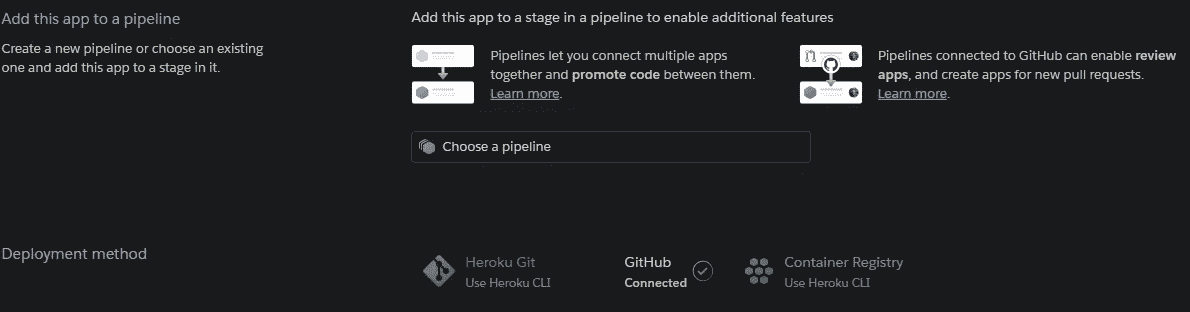 Add this app to a pipeline
Create a new pipeline or choose an existing
one and add this app to a stage in it.
Add this app to a stage in a pipeline to enable additional features
Pipelines let you connect multiple apps
together and promote code between them.
Learn more.
Pipelines connected to GitHub can enable review
apps, and create apps for new pull requests.
Learn more.
Choose a pipeline
Deployment method
Heroku Git
Use Heroku CLI
GitHub
Connected
Container Registry
Use Heroku CLI